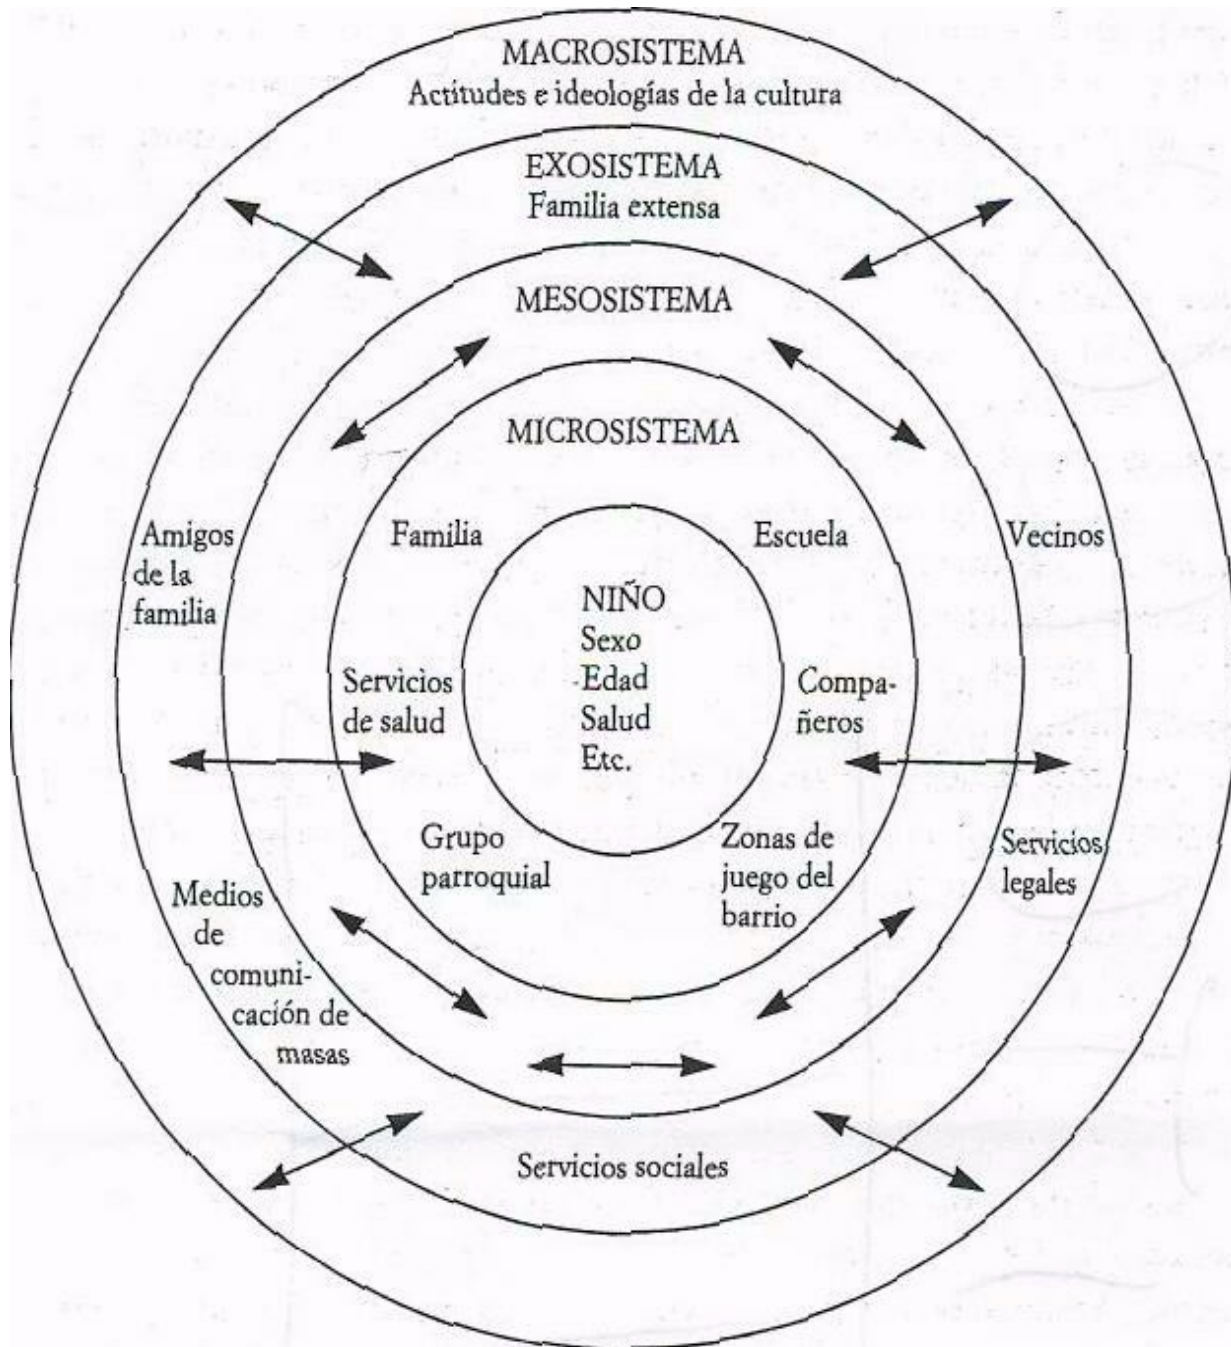 MACROSISTEMA
Actitudes e ideologías de la cultura
EXOSISTEMA
Familia extensa
MESOSISTEMA
MICROSISTEMA
Familia
Escuela
Amigos
de la
familia
Vecinos
NIÑO
Sexo
Edad
Salud
Etc.
Servicios
de salud
Compa-
ñeros
Grupo
parroquial
Zonas de
juego del
barrio
Servicios
legales
Medios
de
comuni-
cación de
masas
Servicios sociales